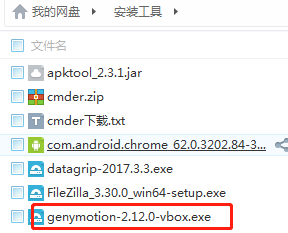 我的网盘 > 安装工具 >
文件名
apktool_2.3.1.jar
cmder.zip
cmder下载.txt
com.android.chrome_62.0.3202.84-3...
datagrip-2017.3.3.exe
FileZilla_3.30.0_win64-setup.exe
genymotion-2.12.0-vbox.exe